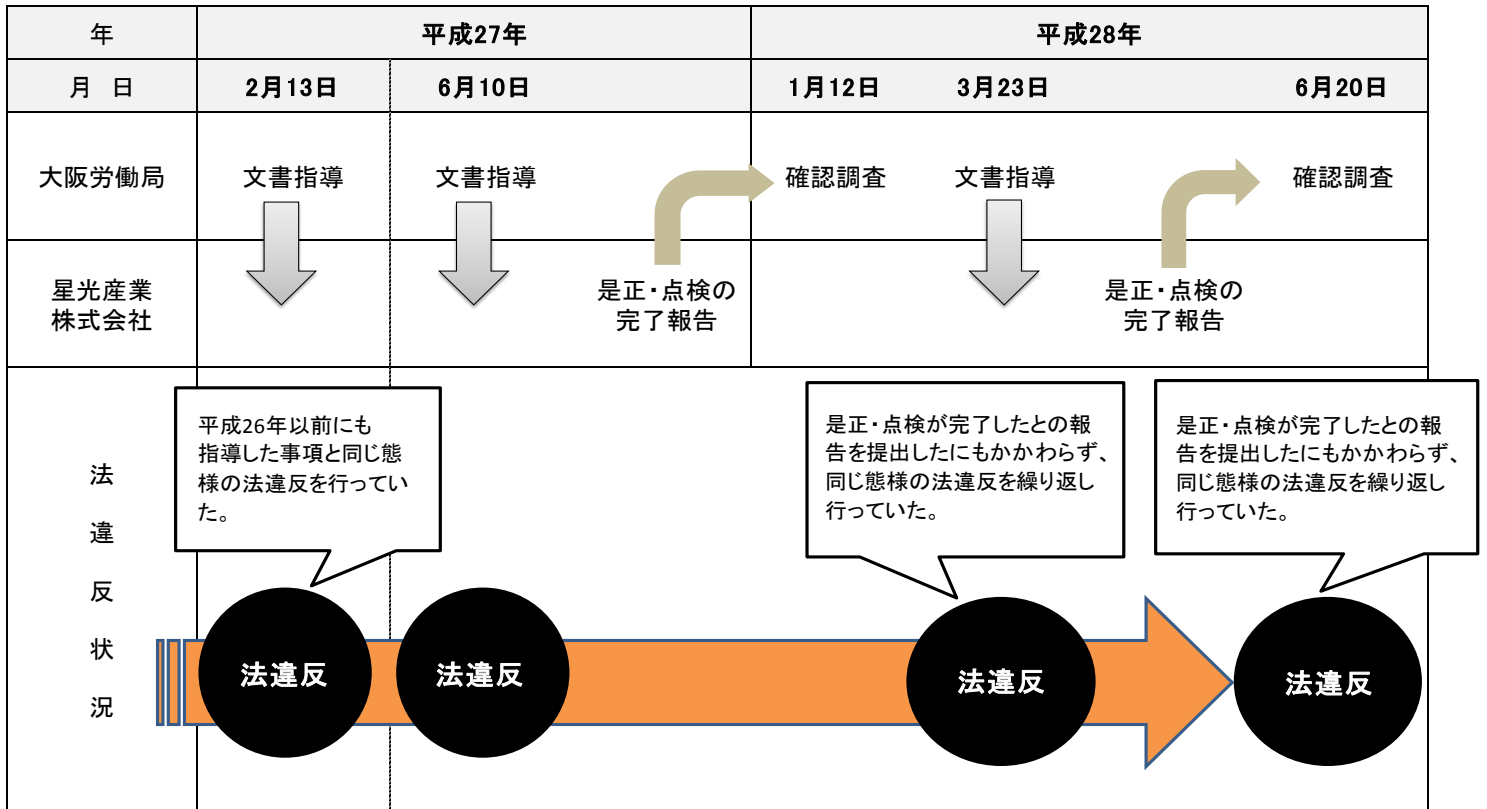 年
平成27年
平成28年
月 日
2月13日
6月10日
1月12日
3月23日
6月20日
大阪労働局
文書指導
文書指導
確認調査
文書指導
確認調査
星光産業
株式会社
是正・点検の
完了報告
是正・点検の
完了報告
法
違
反
状
況
平成26年以前にも
指導した事項と同じ態
様の法違反を行ってい
た。
是正・点検が完了したとの報
告を提出したにもかかわらず、
同じ態様の法違反を繰り返し
行っていた。
是正・点検が完了したとの報
告を提出したにもかかわらず、
同じ態様の法違反を繰り返し
行っていた。
法違反
法違反
法違反
法違反